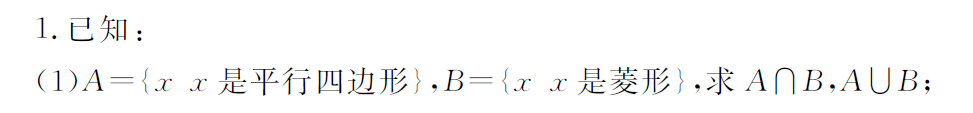 1. 已知:
(1)A={x x 是平行四边形},B={x x 是菱形},求 A∩B,A∪B;